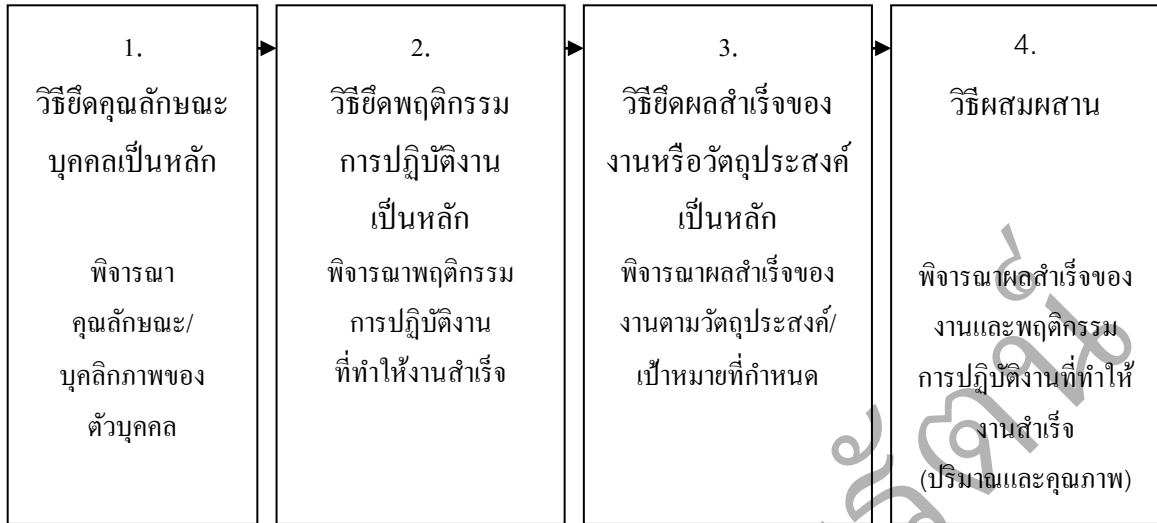 1.
วิธียึดคุณลักษณะ
บุคคลเป็นหลัก
พิจารณา
คุณลักษณะ/
บุคลิกภาพของ
ตัวบุคคล
2.
วิธียึดพฤติกรรม
การปฏิบัติงาน
เป็นหลัก
พิจารณาพฤติกรรม
การปฏิบัติงาน
ที่ทำให้งานสำเร็จ
3.
วิธียึดผลสำเร็จของ
งานหรือวัตถุประสงค์
เป็นหลัก
พิจารณาผลสำเร็จของ
งานตามวัตถุประสงค์/
เป้าหมายที่กำหนด
4.
วิธีผสมผสาน
พิจารณาผลสำเร็จของ
งานและพฤติกรรม
การปฏิบัติงานที่ทำให้
งานสำเร็จ
(ปริมาณและคุณภาพ)